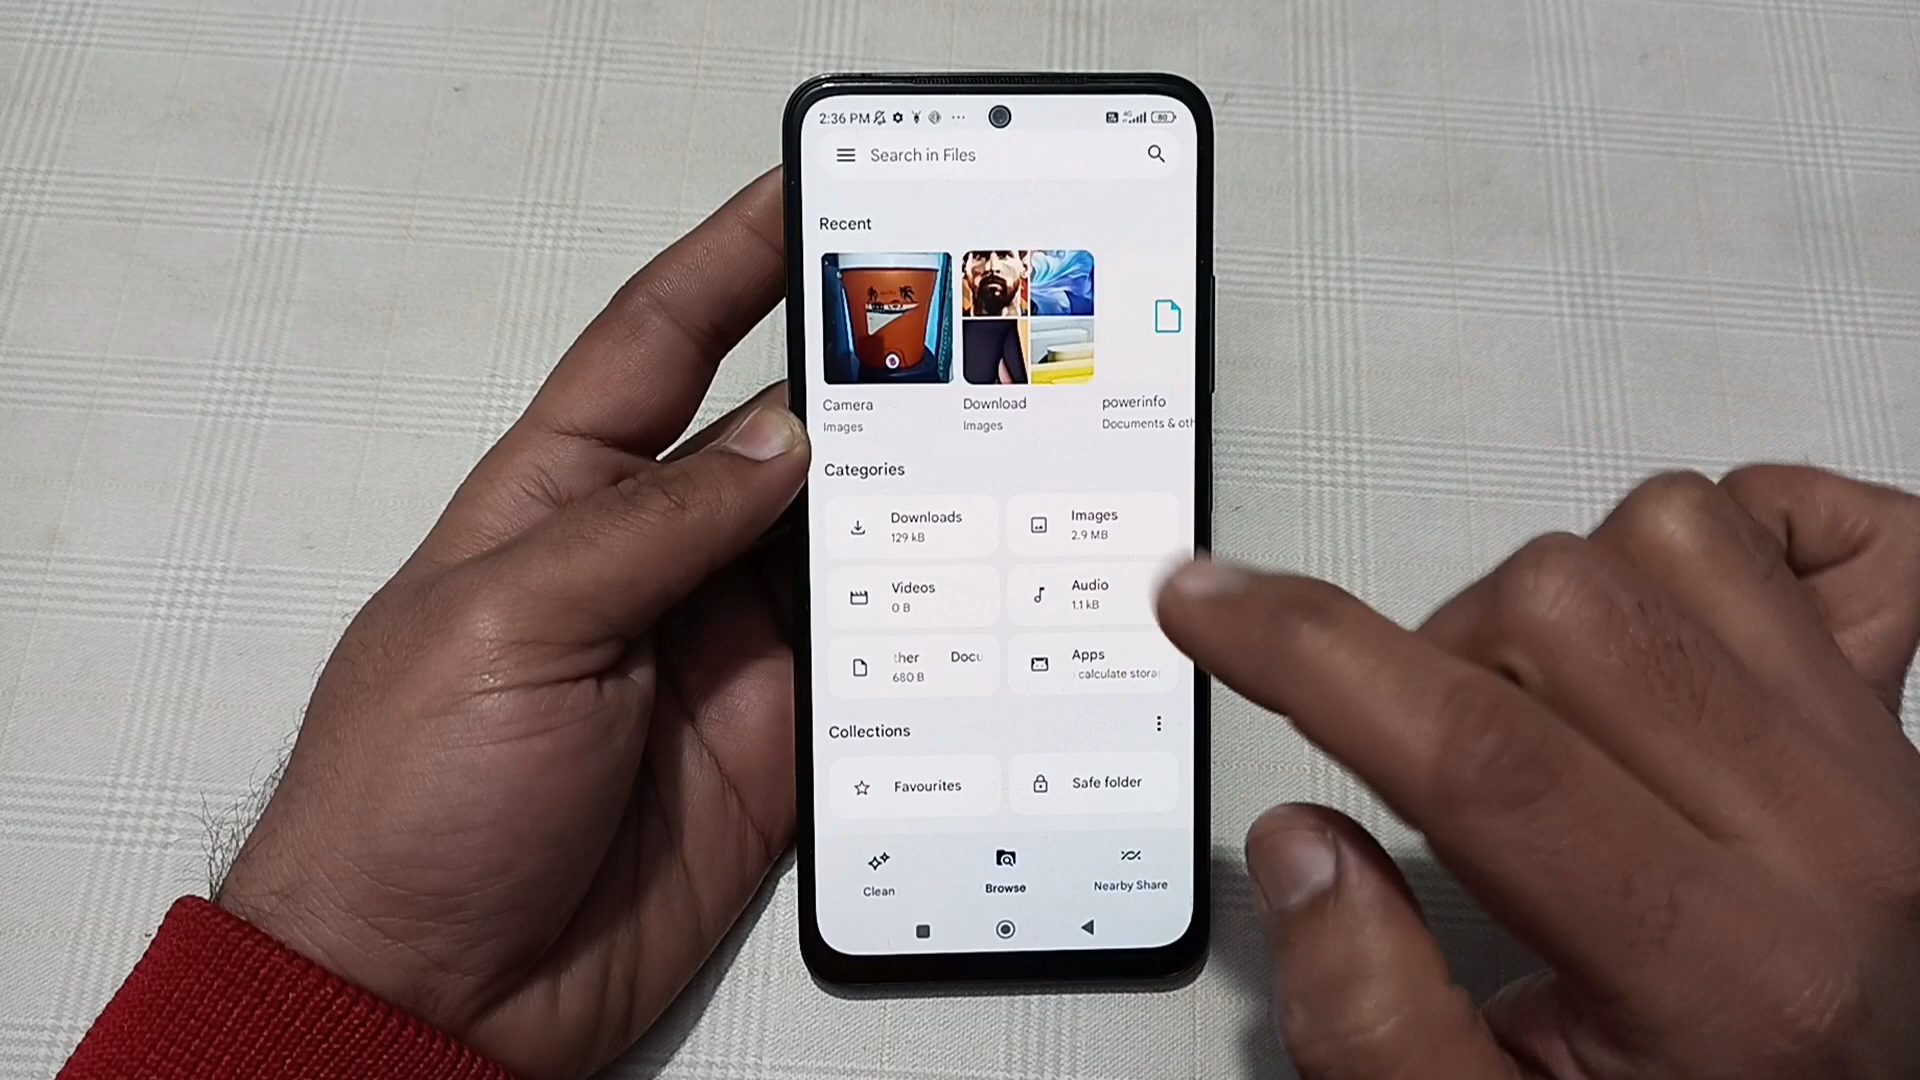 2:36 PM
80
Search in Files
Recent
Camera
Images
Download
Images
powerinfo
Documents & oth
Categories
Downloads
129 kB
Images
2.9 MB
Videos
0 B
Audio
1.1 kB
ther Docu
680 B
Apps
calculate stora
Collections
Favourites
Safe folder
Clean
Browse
Nearby Share